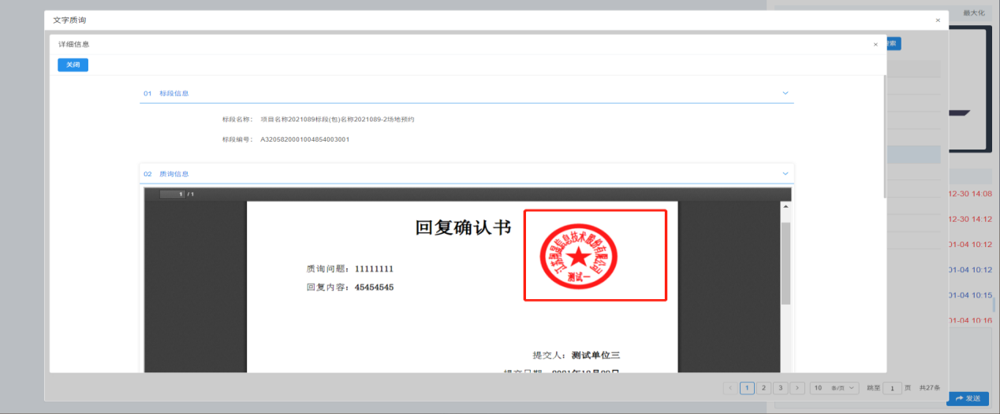 最大化
文字质询
×
详细信息
×
索
关闭
01 标段信息
标段名称: 项目名称2021089标段(包)名称2021089-2场地预约
标段编号: A3205820001004854003001
02 质询信息
1 / 1
回复确认书
江苏国泰新点软件股份有限公司
测试一
质询问题: 11111111
回复内容: 45454545
提交人: 测试单位三
12-30 14:08
12-30 14:12
01-04 10:12
01-04 10:12
01-04 10:15
01-04 10:16
< 1 2 3 > 10 条/页 跳至 1 页 共27条
发送